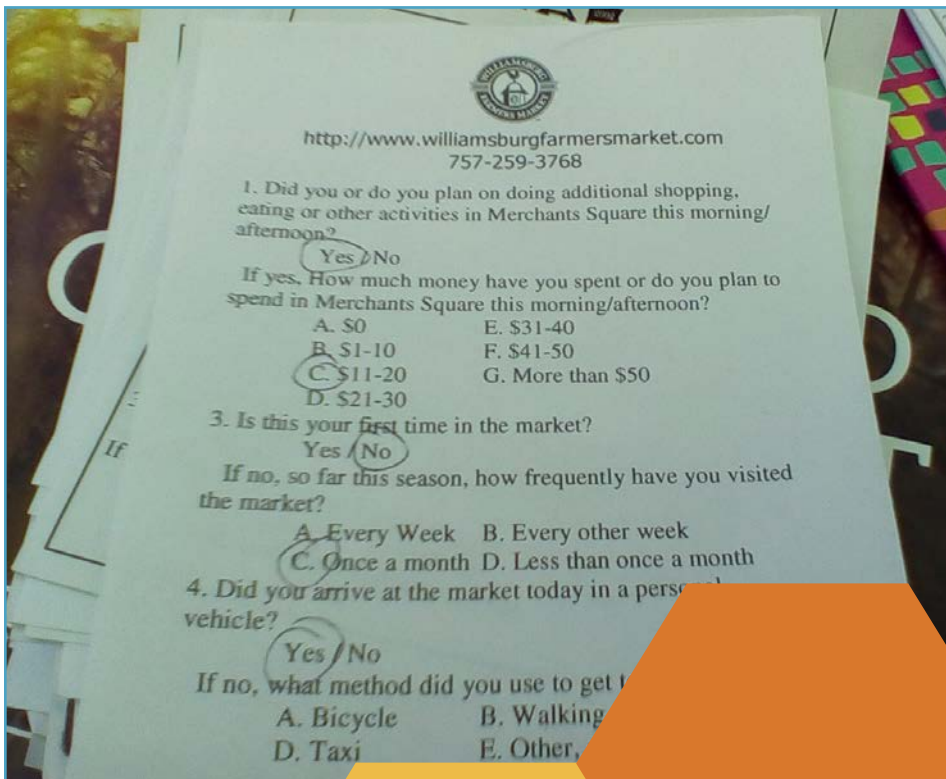 WILLIAMSBURG
FARMERS MARKET
http://www.williamsburgfarmersmarket.com
757-259-3768
1. Did you or do you plan on doing additional shopping,
eating or other activities in Merchants Square this morning/
afternoon?
Yes / No
If yes, How much money have you spent or do you plan to
spend in Merchants Square this morning/afternoon?
A. $0 E. $31-40
B. $1-10 F. $41-50
C. $11-20 G. More than $50
D. $21-30
3. Is this your first time in the market?
Yes / No
If no, so far this season, how frequently have you visited
the market?
A. Every Week B. Every other week
C. Once a month D. Less than once a month
4. Did you arrive at the market today in a
vehicle?
Yes / No
If no, what method did you use to get
A. Bicycle B. Walking
D. Taxi E. Other,
If